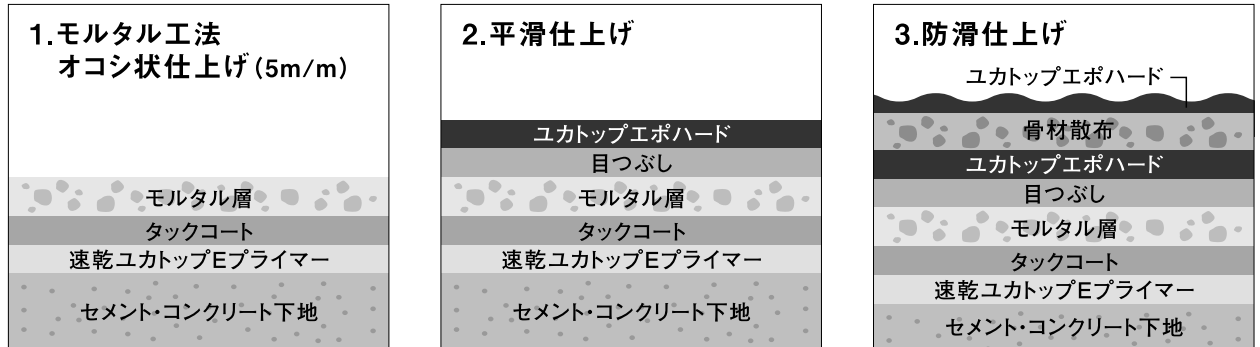 1.モルタル工法
オコシ状仕上げ(5m/m)
モルタル層
タックコート
速乾ユカトップEプライマー
セメント・コンクリート下地
2.平滑仕上げ
ユカトップエポハード
目つぶし
モルタル層
タックコート
速乾ユカトップEプライマー
セメント・コンクリート下地
3.防滑仕上げ
ユカトップエポハード
骨材散布
ユカトップエポハード
目つぶし
モルタル層
タックコート
速乾ユカトップEプライマー
セメント・コンクリート下地